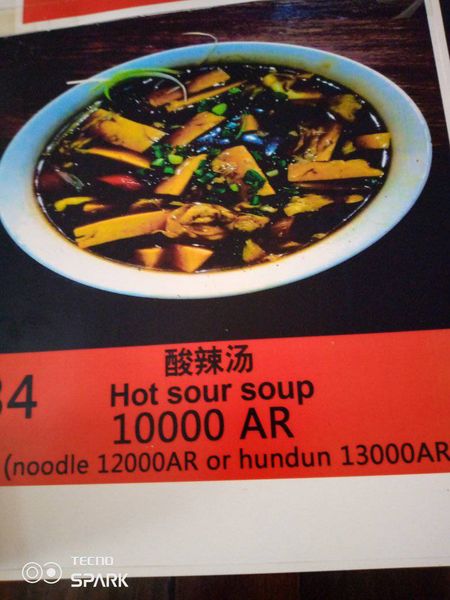 酸辣汤
34 Hot sour soup
10000 AR
(noodle 12000AR or hundun 13000AR
TECNO
SPARK